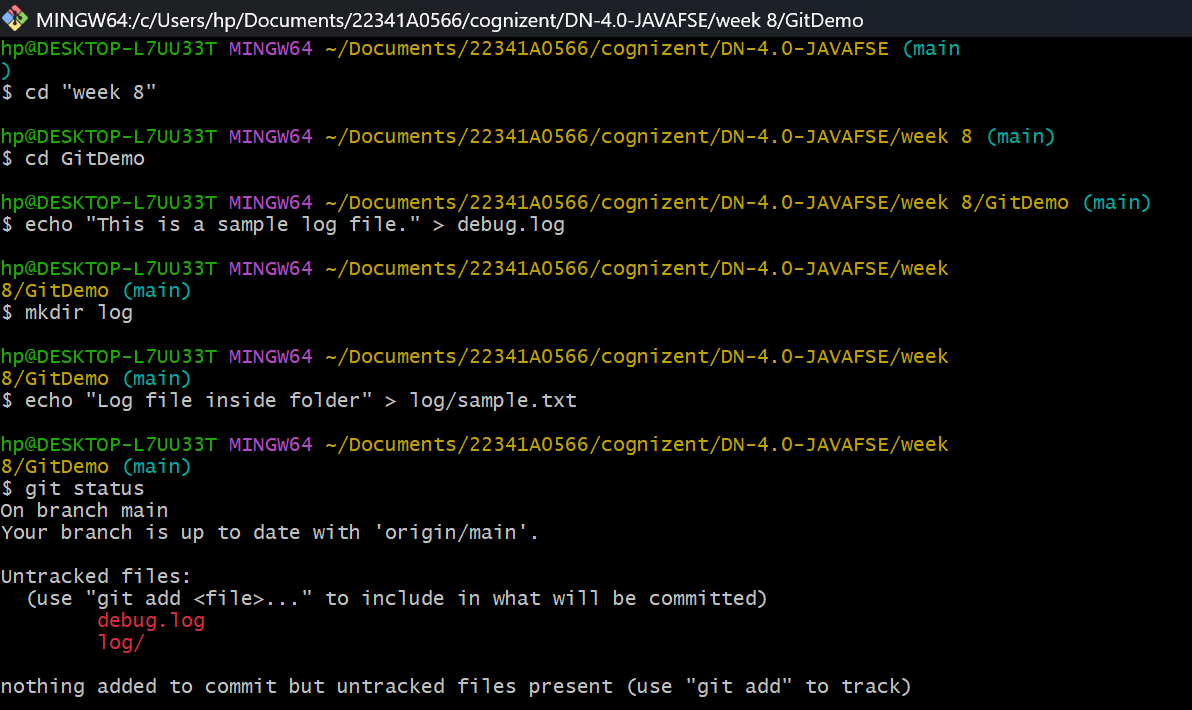 MINGW64:/c/Users/hp/Documents/22341A0566/cognizent/DN-4.0-JAVAFSE/week 8/GitDemo
hp@DESKTOP-L7UU33T MINGW64 ~/Documents/22341A0566/cognizent/DN-4.0-JAVAFSE (main
)
$ cd "week 8"
hp@DESKTOP-L7UU33T MINGW64 ~/Documents/22341A0566/cognizent/DN-4.0-JAVAFSE/week 8 (main)
$ cd GitDemo
hp@DESKTOP-L7UU33T MINGW64 ~/Documents/22341A0566/cognizent/DN-4.0-JAVAFSE/week 8/GitDemo (main)
$ echo "This is a sample log file." > debug.log
hp@DESKTOP-L7UU33T MINGW64 ~/Documents/22341A0566/cognizent/DN-4.0-JAVAFSE/week
8/GitDemo (main)
$ mkdir log
hp@DESKTOP-L7UU33T MINGW64 ~/Documents/22341A0566/cognizent/DN-4.0-JAVAFSE/week
8/GitDemo (main)
$ echo "Log file inside folder" > log/sample.txt
hp@DESKTOP-L7UU33T MINGW64 ~/Documents/22341A0566/cognizent/DN-4.0-JAVAFSE/week
8/GitDemo (main)
$ git status
On branch main
Your branch is up to date with 'origin/main'.
Untracked files:
  (use "git add <file>..." to include in what will be committed)
        debug.log
        log/
nothing added to commit but untracked files present (use "git add" to track)